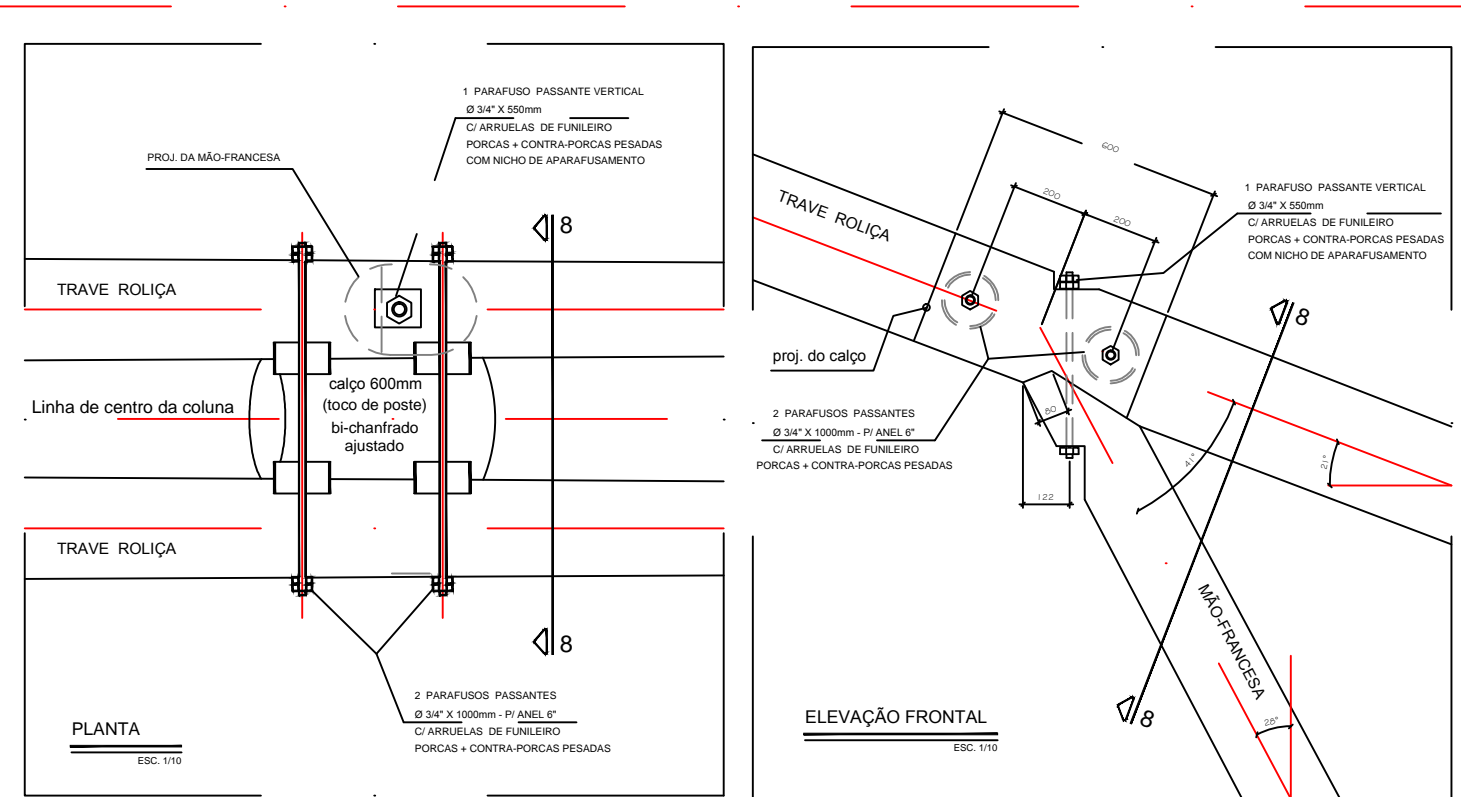 1 PARAFUSO PASSANTE VERTICAL
Ø 3/4" X 550mm
C/ ARRUELAS DE FUNILEIRO
PORCAS + CONTRA-PORCAS PESADAS
COM NICHO DE APARAFUSAMENTO
PROJ. DA MÃO-FRANCESA
8
TRAVE ROLIÇA
calço 600mm
(toco de poste)
bi-chanfrado
ajustado
Linha de centro da coluna
TRAVE ROLIÇA
8
2 PARAFUSOS PASSANTES
Ø 3/4" X 1000mm - P/ ANEL 6"
C/ ARRUELAS DE FUNILEIRO
PORCAS + CONTRA-PORCAS PESADAS
PLANTA
ESC. 1/10
600
200
200
TRAVE ROLIÇA
1 PARAFUSO PASSANTE VERTICAL
Ø 3/4" X 550mm
C/ ARRUELAS DE FUNILEIRO
PORCAS + CONTRA-PORCAS PESADAS
COM NICHO DE APARAFUSAMENTO
8
proj. do calço
2 PARAFUSOS PASSANTES
Ø 3/4" X 1000mm - P/ ANEL 6"
C/ ARRUELAS DE FUNILEIRO
PORCAS + CONTRA-PORCAS PESADAS
80
122
41°
21°
MÃO-FRANCESA
28°
8
ELEVAÇÃO FRONTAL
ESC. 1/10